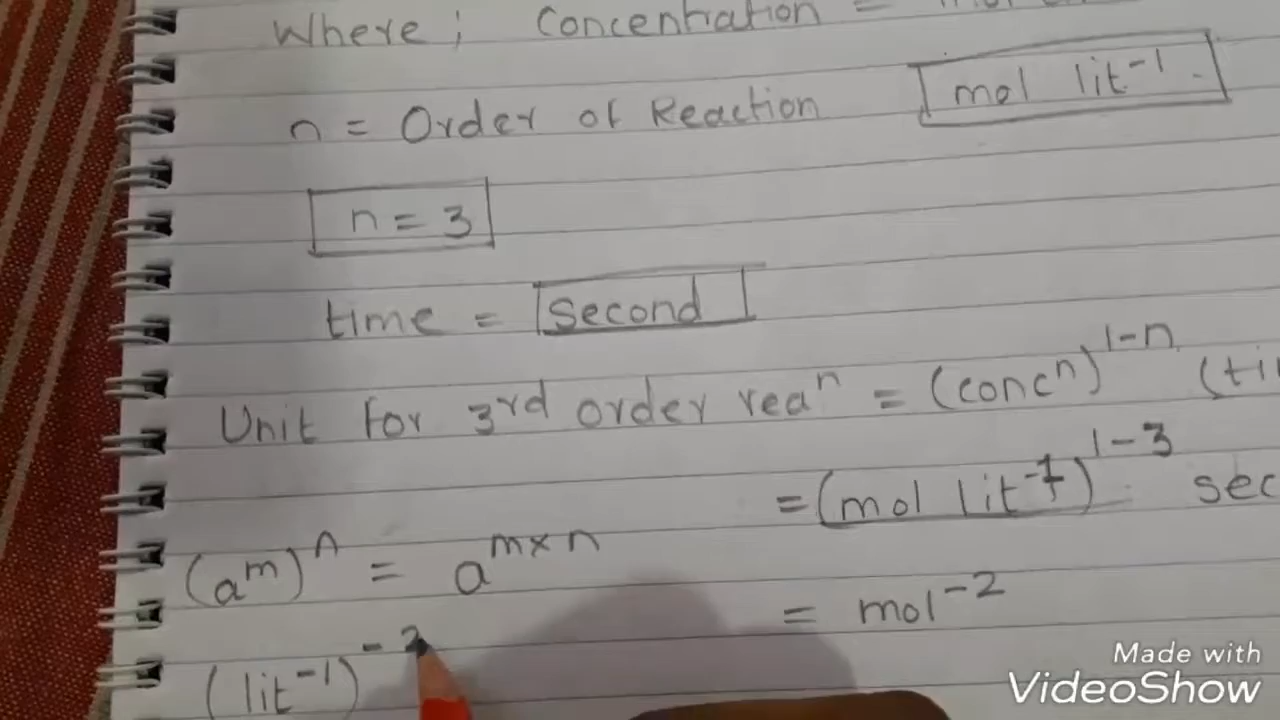 Where; Concentration =
n = Order of Reaction mol lit⁻¹.
n = 3
time = Second
Unit For 3rd order reaⁿ = (concⁿ)¹⁻ⁿ
= (mol lit⁻¹)¹⁻³ sec
(aᵐ)ⁿ = aᵐˣⁿ
= mol⁻²
(lit⁻¹)⁻²
Made with
VideoShow